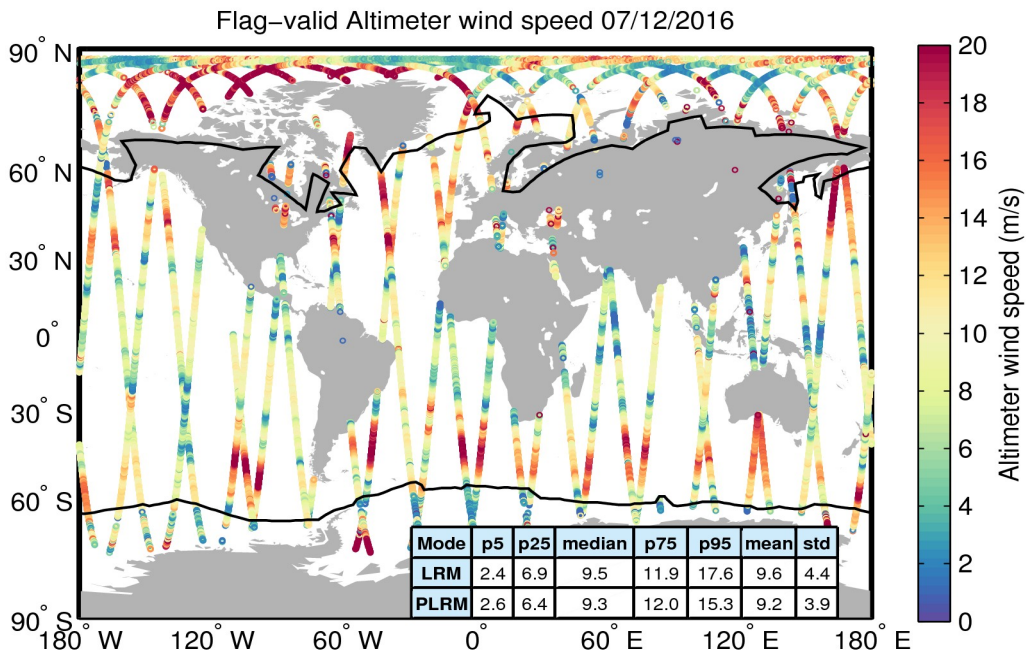 Flag−valid Altimeter wind speed 07/12/2016
90° N
60° N
30° N
0°
30° S
60° S
90° S
180° W
120° W
60° W
0°
60° E
120° E
180° E
Mode p5 p25 median p75 p95 mean std
LRM 2.4 6.9 9.5 11.9 17.6 9.6 4.4
PLRM 2.6 6.4 9.3 12.0 15.3 9.2 3.9
20
18
16
14
12
10
8
6
4
2
0
Altimeter wind speed (m/s)